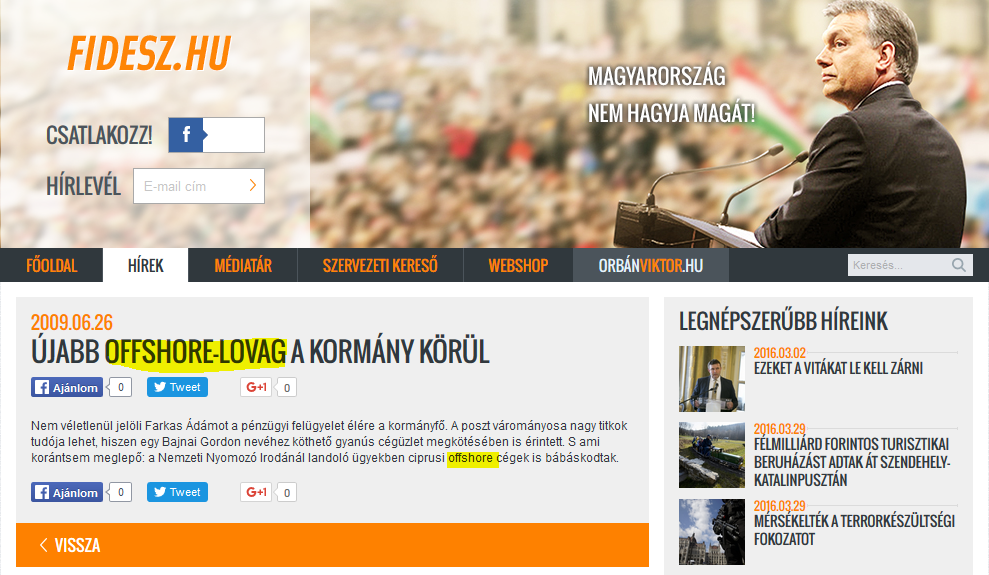 FIDESZ.HU
CSATLAKOZZ!
f
HÍRLEVÉL
E-mail cím
MAGYARORSZÁG
NEM HAGYJA MAGÁT!
FŐOLDAL
HÍREK
MÉDIATÁR
SZERVEZETI KERESŐ
WEBSHOP
ORBÁNVIKTOR.HU
Keresés...
2009.06.26
ÚJABB OFFSHORE-LOVAG A KORMÁNY KÖRÜL
Ajánlom 0 Tweet G+1 0
Nem véletlenül jelöli Farkas Ádámot a pénzügyi felügyelet élére a kormányfő. A poszt várományosa nagy titkok
tudója lehet, hiszen egy Bajnai Gordon nevéhez köthető gyanús cégüzlet megkötésében is érintett. S ami
korántsem meglepő: a Nemzeti Nyomozó Irodánál landoló ügyekben ciprusi offshore cégek is bábáskodtak.
Ajánlom 0 Tweet G+1 0
VISSZA
LEGNÉPSZERŰBB HÍREINK
2016.03.02
EZEKET A VITÁKAT LE KELL ZÁRNI
2016.03.29
FÉLMILLIÁRD FORINTOS TURISZTIKAI
BERUHÁZÁST ADTAK ÁT SZENDEHELY-
KATALINPUSZTÁN
2016.03.29
MÉRSÉKELTÉK A TERRORKÉSZÜLTSÉGI
FOKOZATOT